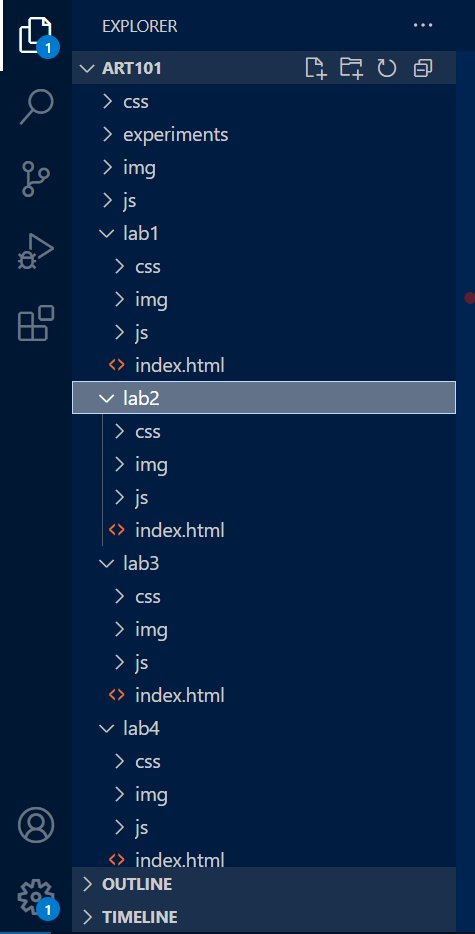 EXPLORER
1
ART101
css
experiments
img
js
lab1
css
img
js
index.html
lab2
css
img
js
index.html
lab3
css
img
js
index.html
lab4
css
img
js
index.html
OUTLINE
1
TIMELINE